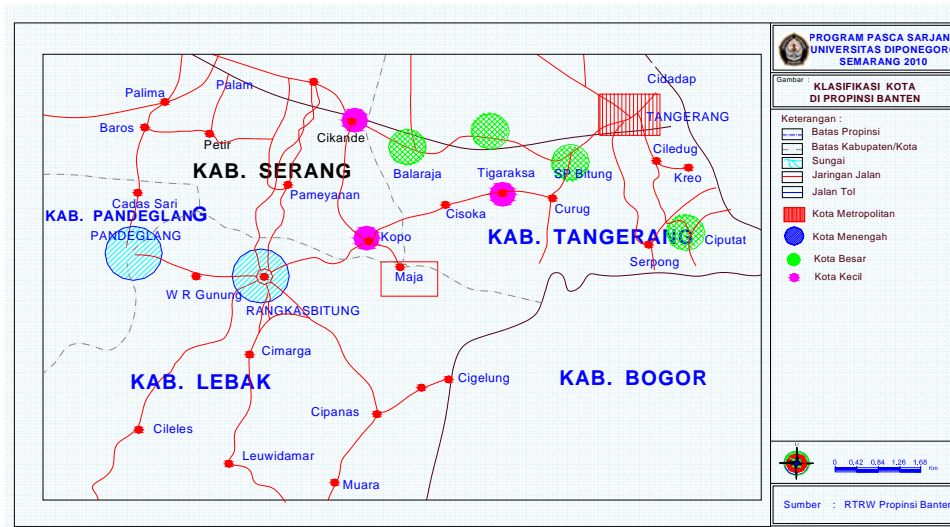 PROGRAM PASCA SARJAN
UNIVERSITAS DIPONEGORO
SEMARANG 2010
Gambar :
KLASIFIKASI KOTA
DI PROPINSI BANTEN
Keterangan :
Batas Propinsi
Batas Kabupaten/Kota
Sungai
Jaringan Jalan
Jalan Tol
Kota Metropolitan
Kota Menengah
Kota Besar
Kota Kecil
0 0,42 0,84 1,26 1,68
Km
Sumber : RTRW Propinsi Banten
Cidadap
Palima
Palam
TANGERANG
Baros
Petir
Cikande
Ciledug
KAB. SERANG
Balaraja
Tigaraksa
SP. Bitung
Kreo
Pameyanan
Cadas Sari
Cisoka
Curug
KAB. PANDEGLANG
PANDEGLANG
Kopo
KAB. TANGERANG
Ciputat
Serpong
Maja
W R Gunung
RANGKASBITUNG
Cimarga
KAB. LEBAK
Cigelung
KAB. BOGOR
Cipanas
Cileles
Leuwidamar
Muara